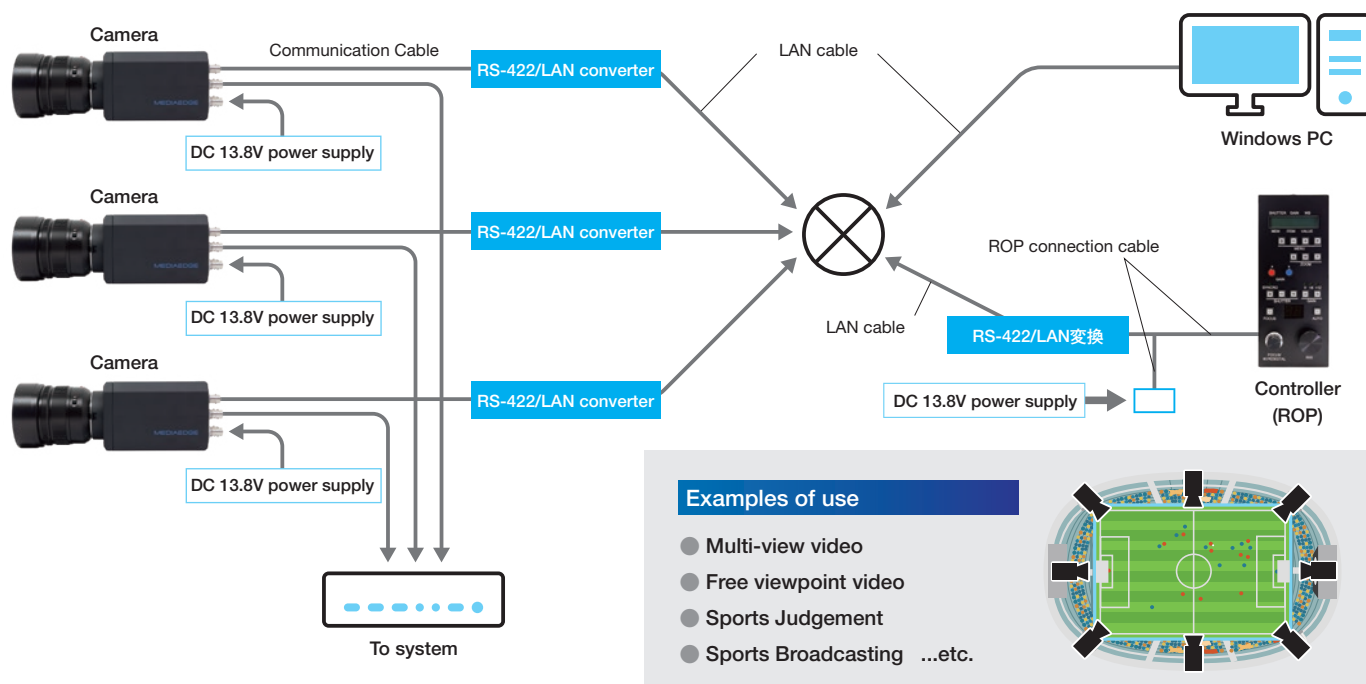 Camera
Communication Cable
RS-422/LAN converter
LAN cable
MEDIAEDGE
DC 13.8V power supply
Windows PC
Camera
RS-422/LAN converter
MEDIAEDGE
DC 13.8V power supply
ROP connection cable
LAN cable
RS-422/LAN変換
DC 13.8V power supply
Controller
(ROP)
Camera
RS-422/LAN converter
MEDIAEDGE
DC 13.8V power supply
To system
Examples of use
Multi-view video
Free viewpoint video
Sports Judgement
Sports Broadcasting ...etc.